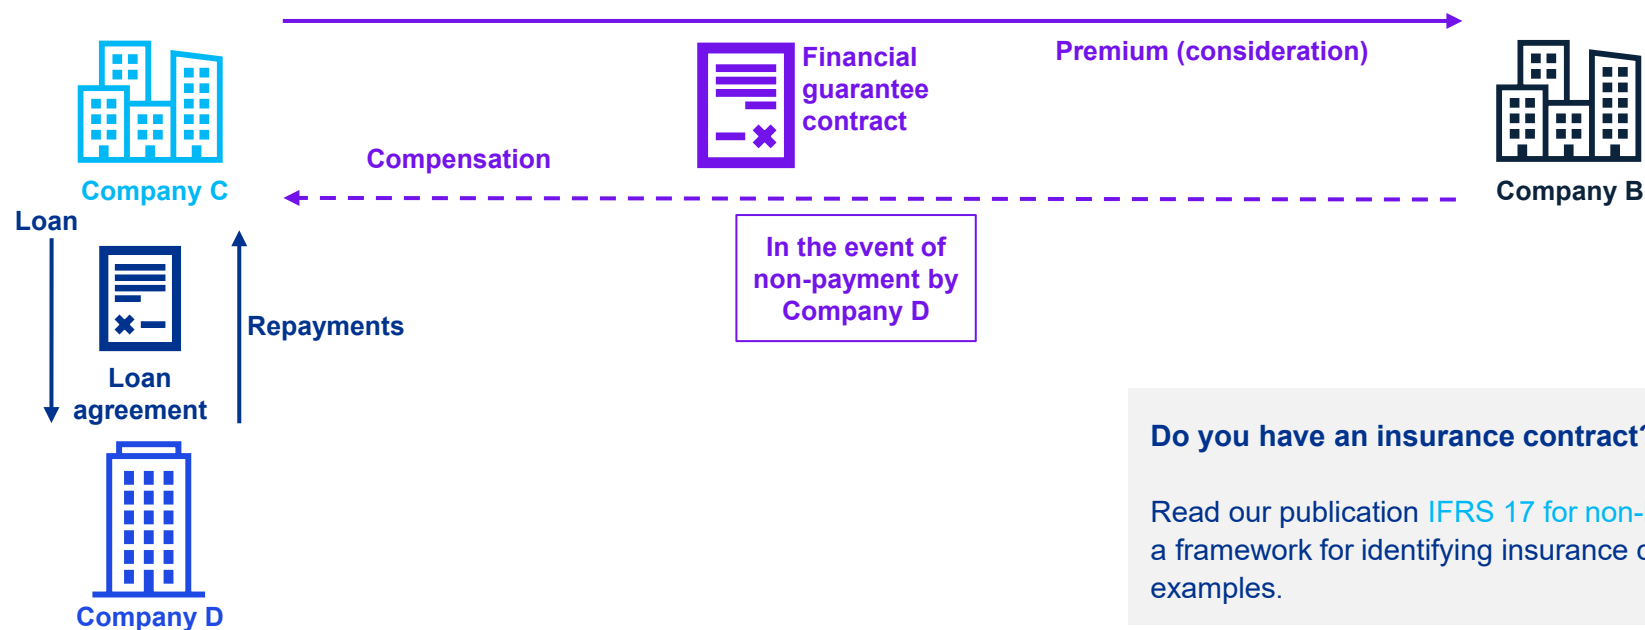 Premium (consideration)
Financial
guarantee
contract
Compensation
Company C
Company B
Loan
In the event of
non-payment by
Company D
Repayments
Loan
agreement
Company D
Do you have an insurance contract?
Read our publication IFRS 17 for non-
a framework for identifying insurance
examples.